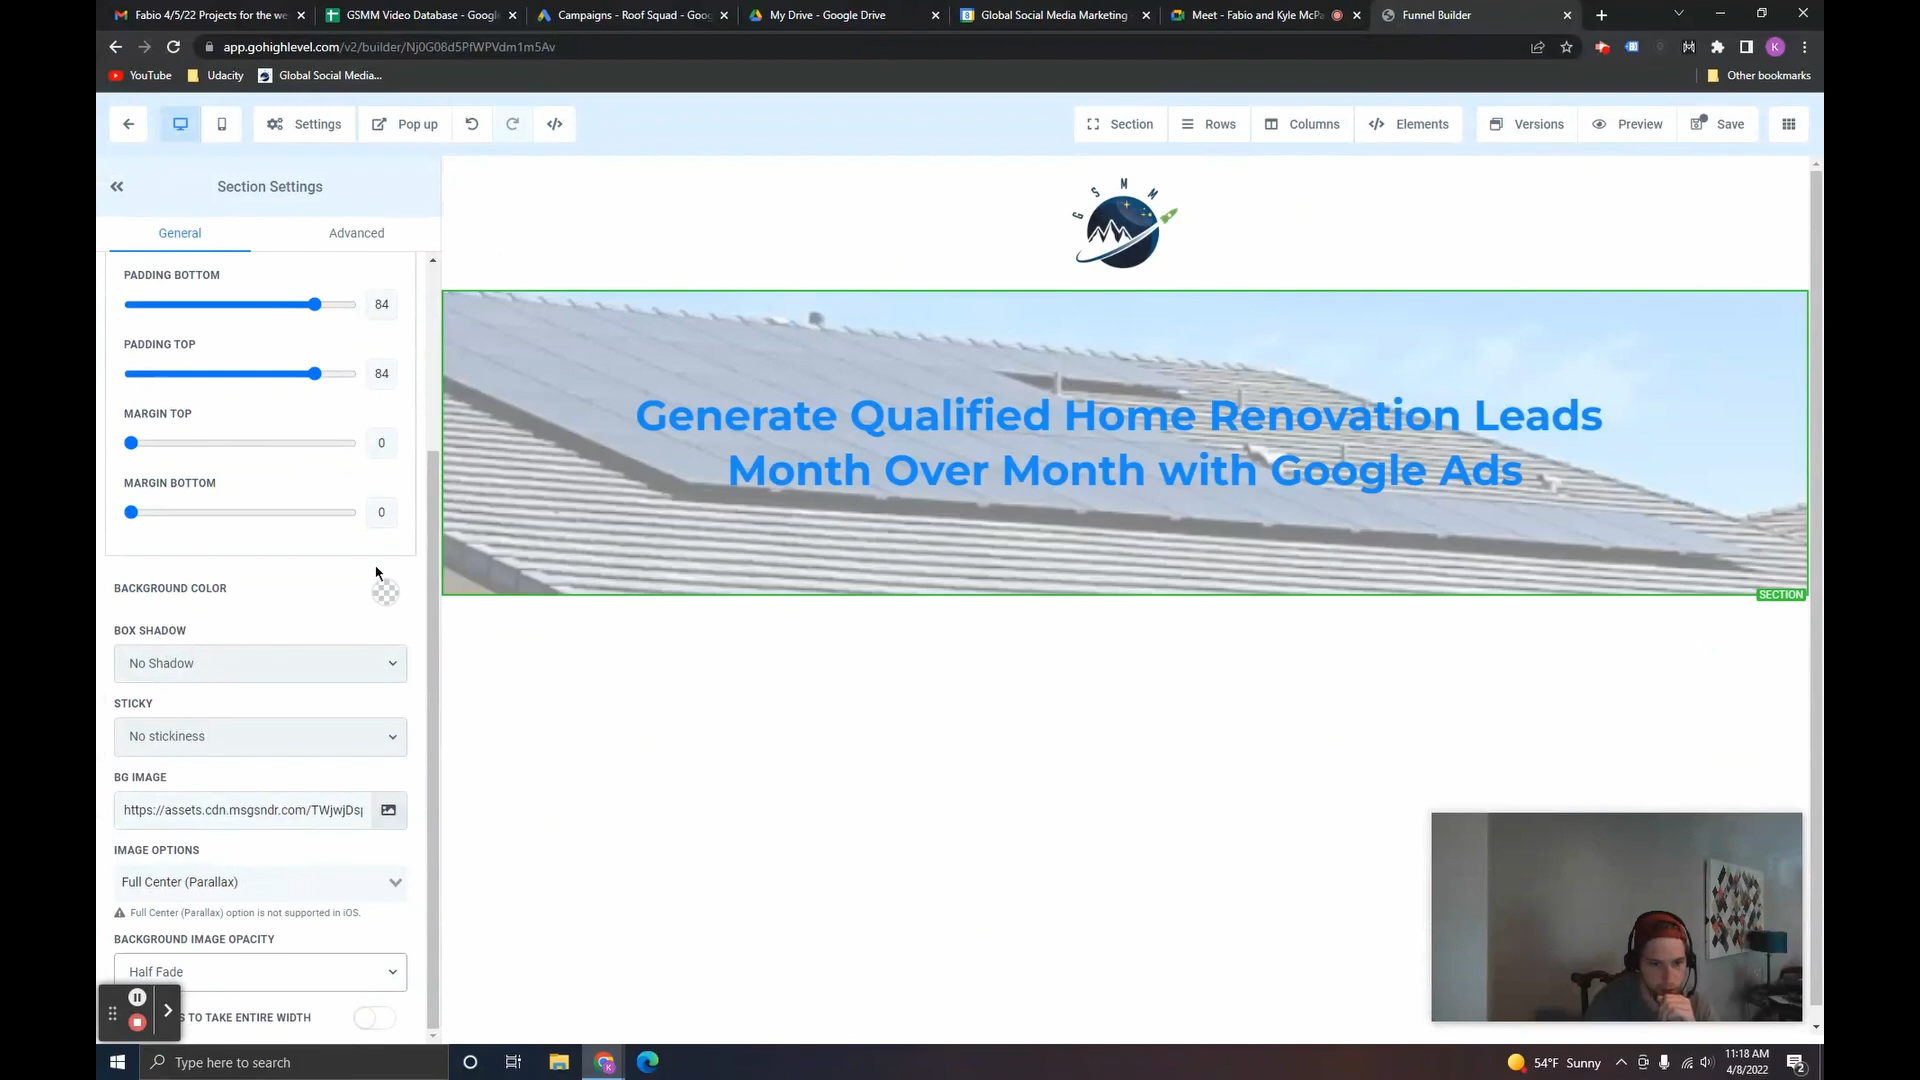 Fabio 4/5/22 Projects for the we
GSMM Video Database - Googl
Campaigns - Roof Squad - Goog
My Drive - Google Drive
Global Social Media Marketing
Meet - Fabio and Kyle McPa
Funnel Builder
app.gohighlevel.com/v2/builder/Nj0G08d5PfWPVdm1m5Av
K
YouTube
Udacity
Global Social Media...
Other bookmarks
Settings
Pop up
Section
Rows
Columns
Elements
Versions
Preview
Save
Section Settings
General
Advanced
G S M M
PADDING BOTTOM
84
PADDING TOP
84
MARGIN TOP
0
MARGIN BOTTOM
0
Generate Qualified Home Renovation Leads
Month Over Month with Google Ads
SECTION
BACKGROUND COLOR
BOX SHADOW
No Shadow
STICKY
No stickiness
BG IMAGE
https://assets.cdn.msgsndr.com/TWjwjDs
IMAGE OPTIONS
Full Center (Parallax)
Full Center (Parallax) option is not supported in iOS.
BACKGROUND IMAGE OPACITY
Half Fade
S TO TAKE ENTIRE WIDTH
Type here to search
54°F Sunny
11:18 AM
4/8/2022
2